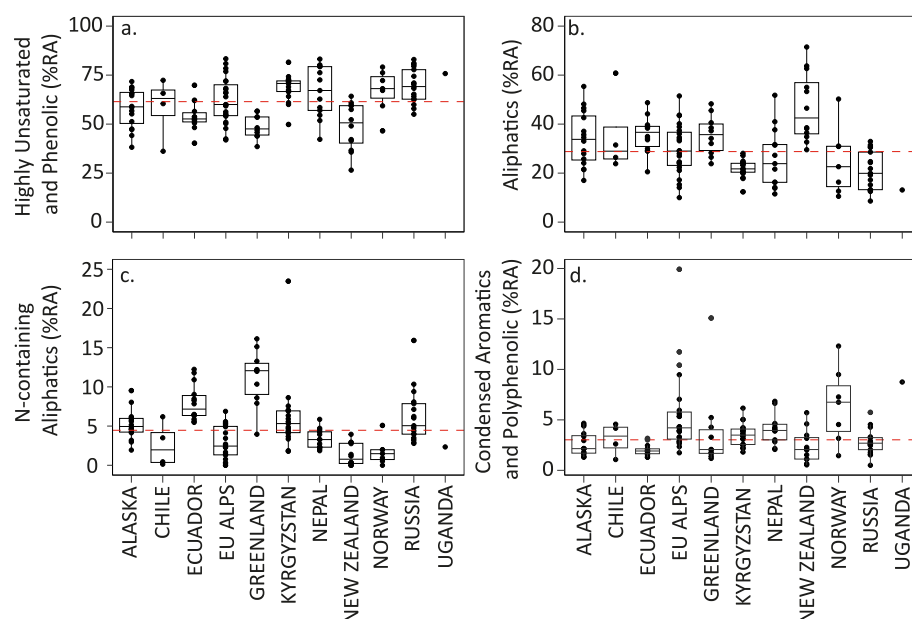 a.
Highly Unsaturated
and Phenolic (%RA)
100
75
50
25
0
b.
Aliphatics (%RA)
80
60
40
20
0
c.
N-containing
Aliphatics (%RA)
25
20
15
10
5
0
ALASKA
CHILE
ECUADOR
EU ALPS
GREENLAND
KYRGYZSTAN
NEPAL
NEW ZEALAND
NORWAY
RUSSIA
UGANDA
d.
Condensed Aromatics
and Polyphenolic (%RA)
20
15
10
5
0
ALASKA
CHILE
ECUADOR
EU ALPS
GREENLAND
KYRGYZSTAN
NEPAL
NEW ZEALAND
NORWAY
RUSSIA
UGANDA